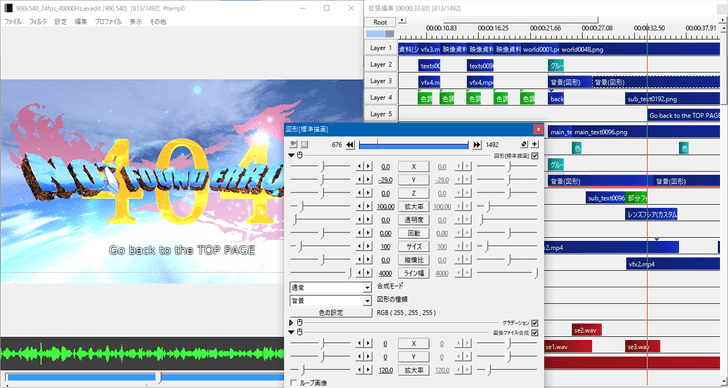 900x540_24fps_48000Hz.exedit (960,540) [813/1492] #temp0
ファイル フィルタ 設定 編集 プロファイル 表示 その他
404
NOT FOUND ERROR
Go back to the TOP PAGE
拡張編集 [00:00:33.83] [813/1492]
Root
00:00:10.83 00:00:16.25 00:00:27.08 00:00:32.50 00:00:37.91
Layer 1
映像資料 映像資料 映像資料 world0001.pn world0048.png
Layer 2
texts00 texts009 グルー
Layer 3
vfx4.m vfx4.mp 背景(図形) 背景(図形)
Layer 4
色調 色調 色調 色調 色調 back sub_text0192.png
Layer 5
Go back to the TOP PAGE
main_te main_text0096.png
色 色
グル
背景(図形) 背景(図形)
sub_text0096 部分フィ
レンズフレア(カスタム
2.mp4
vfx2.mp4
se2.wav
se1.wav se3.wav
図形[標準描画]
676 1492
図形[標準描画]
0.0 X 0.0
-29.0 Y -29.0
0.0 Z 0.0
100.00 拡大率 100.00
0.0 透明度 0.0
0.00 回転 0.00
100 サイズ 100
0.0 縦横比 0.0
4000 ライン幅 4000
通常 合成モード
背景 図形の種類
色の設定 RGB ( 255 , 255 , 255 )
グラデーション
画像ファイル合成
0 X 0
0 Y 0
120.0 拡大率 120.0
ループ画像